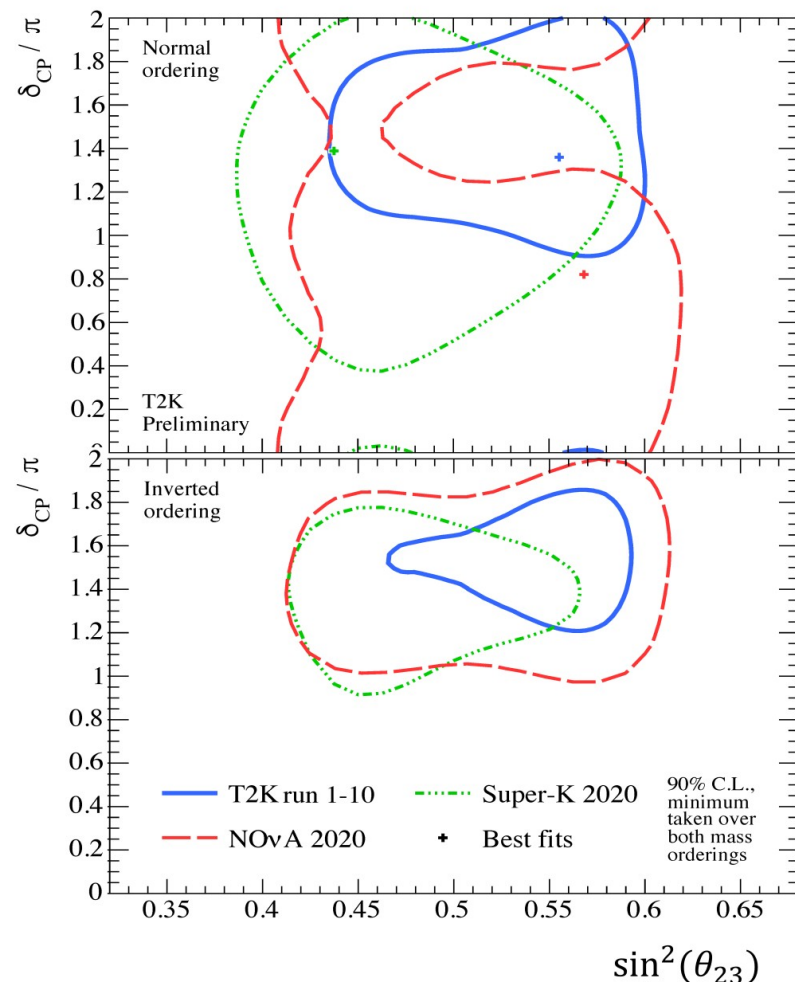 2
1.8
1.6
1.4
1.2
1
0.8
0.6
0.4
0.2
δCP / π
Normal
ordering
T2K
Preliminary
2
1.8
1.6
1.4
1.2
1
0.8
0.6
0.4
0.2
0
δCP / π
Inverted
ordering
T2K run 1-10
Super-K 2020
NOνA 2020
Best fits
90% C.L.,
minimum
taken over
both mass
orderings
0.35 0.4 0.45 0.5 0.55 0.6 0.65
sin²(θ₂₃)